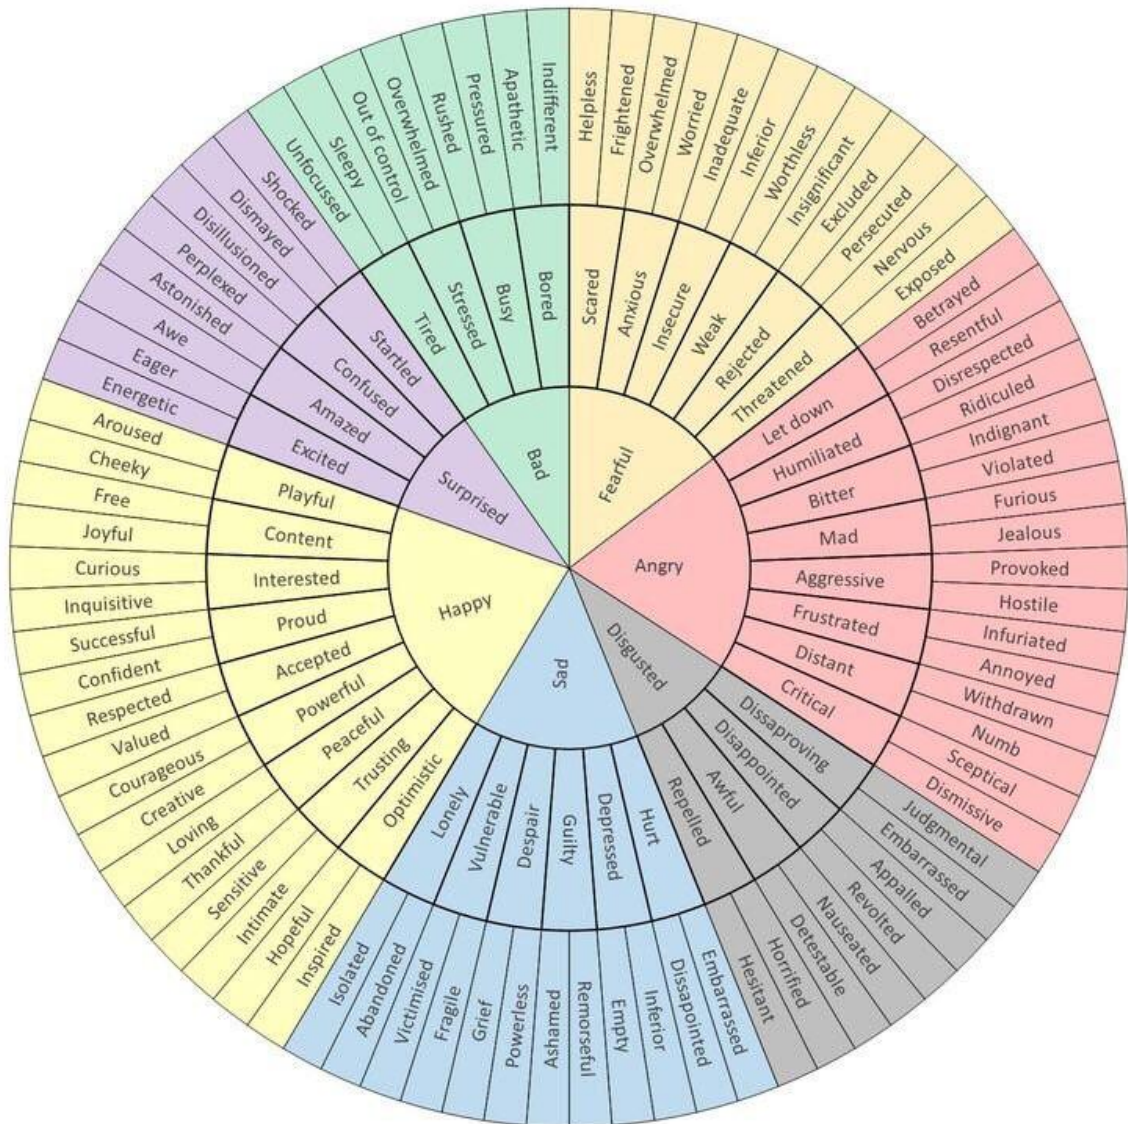 Fearful
Scared
Helpless
Frightened
Anxious
Overwhelmed
Worried
Insecure
Inadequate
Inferior
Weak
Worthless
Insignificant
Rejected
Excluded
Persecuted
Threatened
Nervous
Exposed
Angry
Let down
Betrayed
Resentful
Humiliated
Disrespected
Ridiculed
Bitter
Indignant
Violated
Mad
Furious
Jealous
Aggressive
Provoked
Hostile
Frustrated
Infuriated
Annoyed
Distant
Withdrawn
Numb
Critical
Sceptical
Dismissive
Disgusted
Dissaproving
Judgmental
Embarrassed
Disappointed
Appalled
Revolted
Awful
Nauseated
Detestable
Repelled
Horrified
Hesitant
Sad
Hurt
Embarrassed
Dissapointed
Depressed
Inferior
Empty
Guilty
Remorseful
Ashamed
Despair
Powerless
Grief
Vulnerable
Fragile
Victimised
Lonely
Abandoned
Isolated
Happy
Optimistic
Inspired
Hopeful
Trusting
Intimate
Sensitive
Peaceful
Thankful
Loving
Powerful
Creative
Courageous
Accepted
Valued
Respected
Proud
Confident
Successful
Interested
Inquisitive
Curious
Content
Joyful
Free
Playful
Cheeky
Aroused
Surprised
Excited
Energetic
Eager
Amazed
Awe
Astonished
Confused
Perplexed
Disillusioned
Startled
Dismayed
Shocked
Bad
Tired
Unfocussed
Sleepy
Stressed
Out of control
Overwhelmed
Busy
Rushed
Pressured
Bored
Apathetic
Indifferent